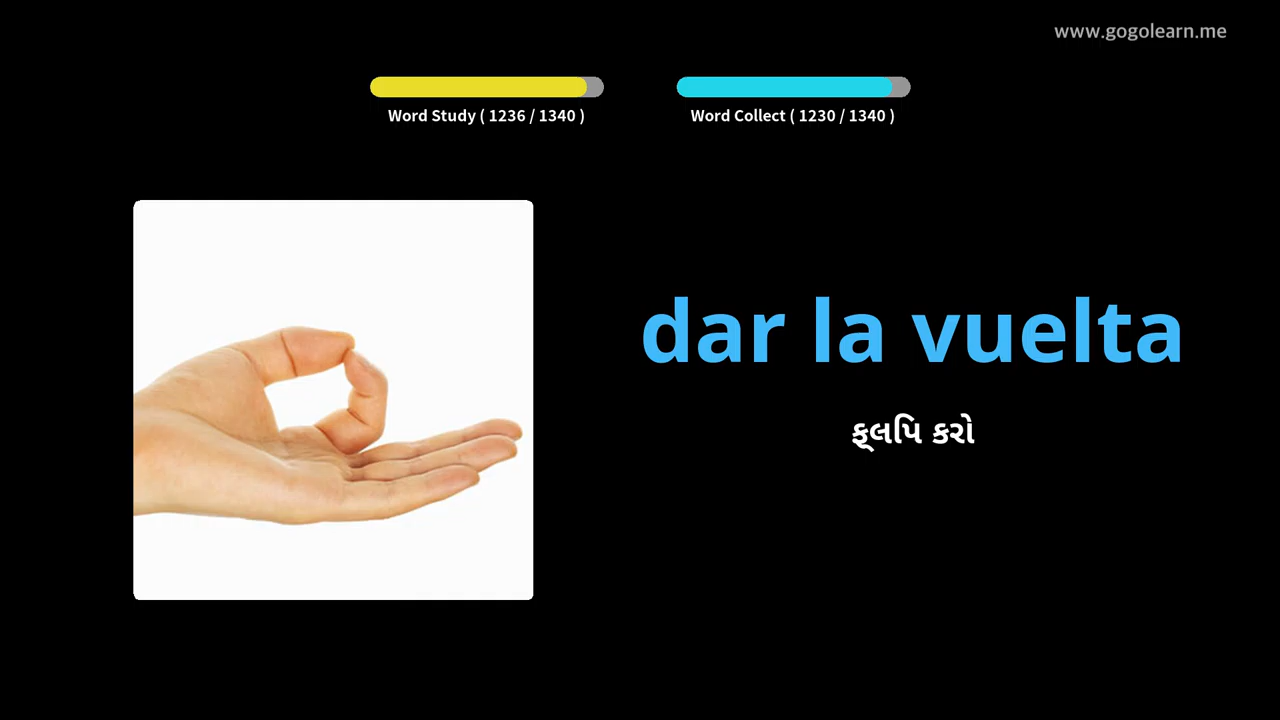 www.gogolearn.me
Word Study ( 1236 / 1340 )
Word Collect ( 1230 / 1340 )
dar la vuelta
ફ્લિપ કરો